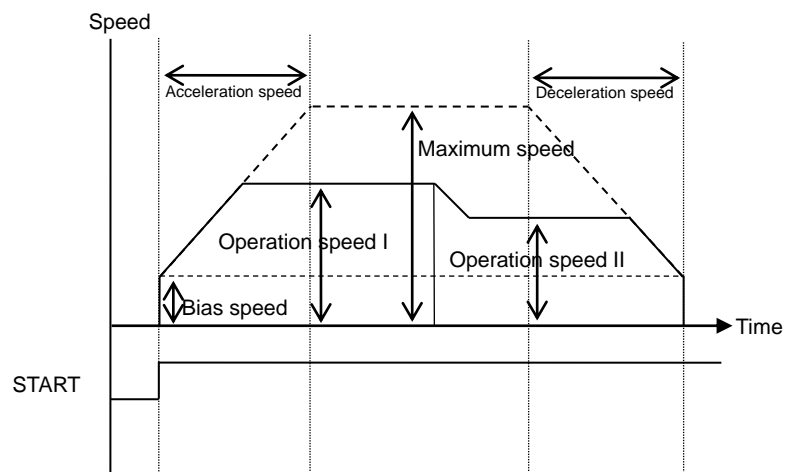 Speed
Acceleration speed
Deceleration speed
Maximum speed
Operation speed I
Operation speed II
Bias speed
Time
START